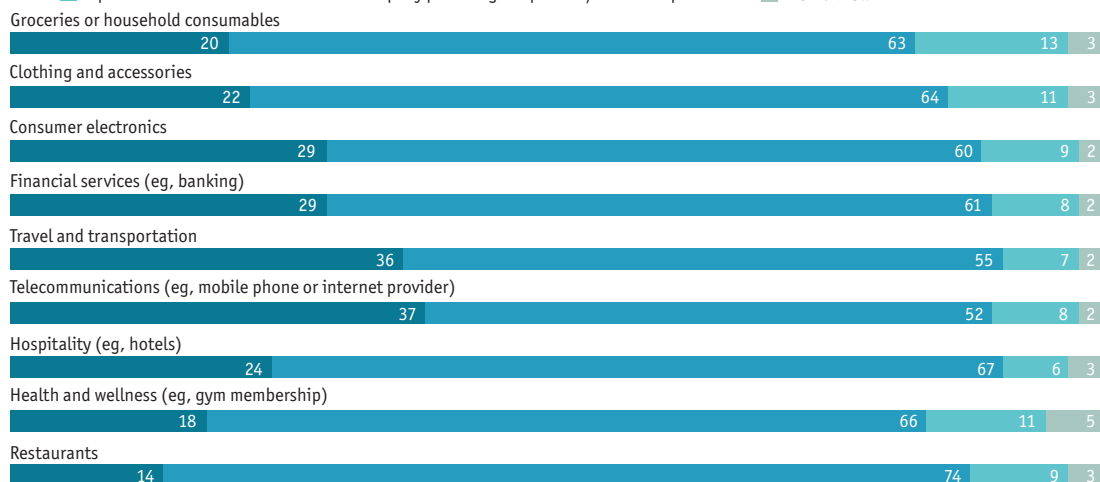 Groceries or household consumables
20 63 13 3
Clothing and accessories
22 64 11 3
Consumer electronics
29 60 9 2
Financial services (eg, banking)
29 61 8 2
Travel and transportation
36 55 7 2
Telecommunications (eg, mobile phone or internet provider)
37 52 8 2
Hospitality (eg, hotels)
24 67 6 3
Health and wellness (eg, gym membership)
18 66 11 5
Restaurants
14 74 9 3